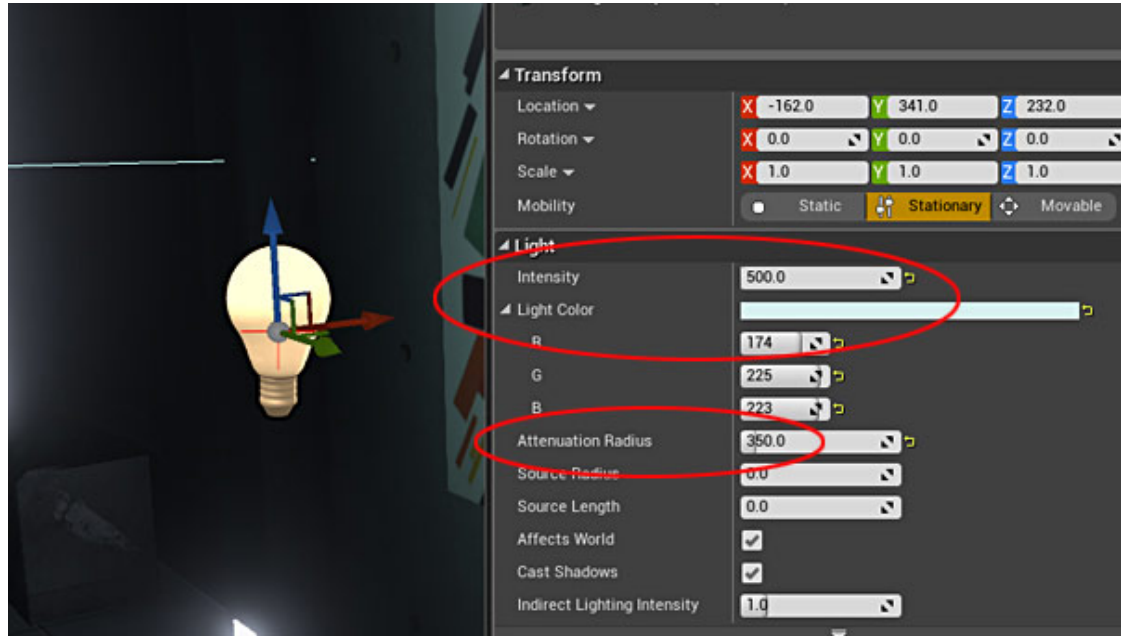 Transform
Location X -162.0 Y 341.0 Z 232.0
Rotation X 0.0 Y 0.0 Z 0.0
Scale X 1.0 Y 1.0 Z 1.0
Mobility Static Stationary Movable
Light
Intensity 500.0
Light Color
R 174
G 225
B 223
Attenuation Radius 350.0
Source Radius 0.0
Source Length 0.0
Affects World
Cast Shadows
Indirect Lighting Intensity 1.0